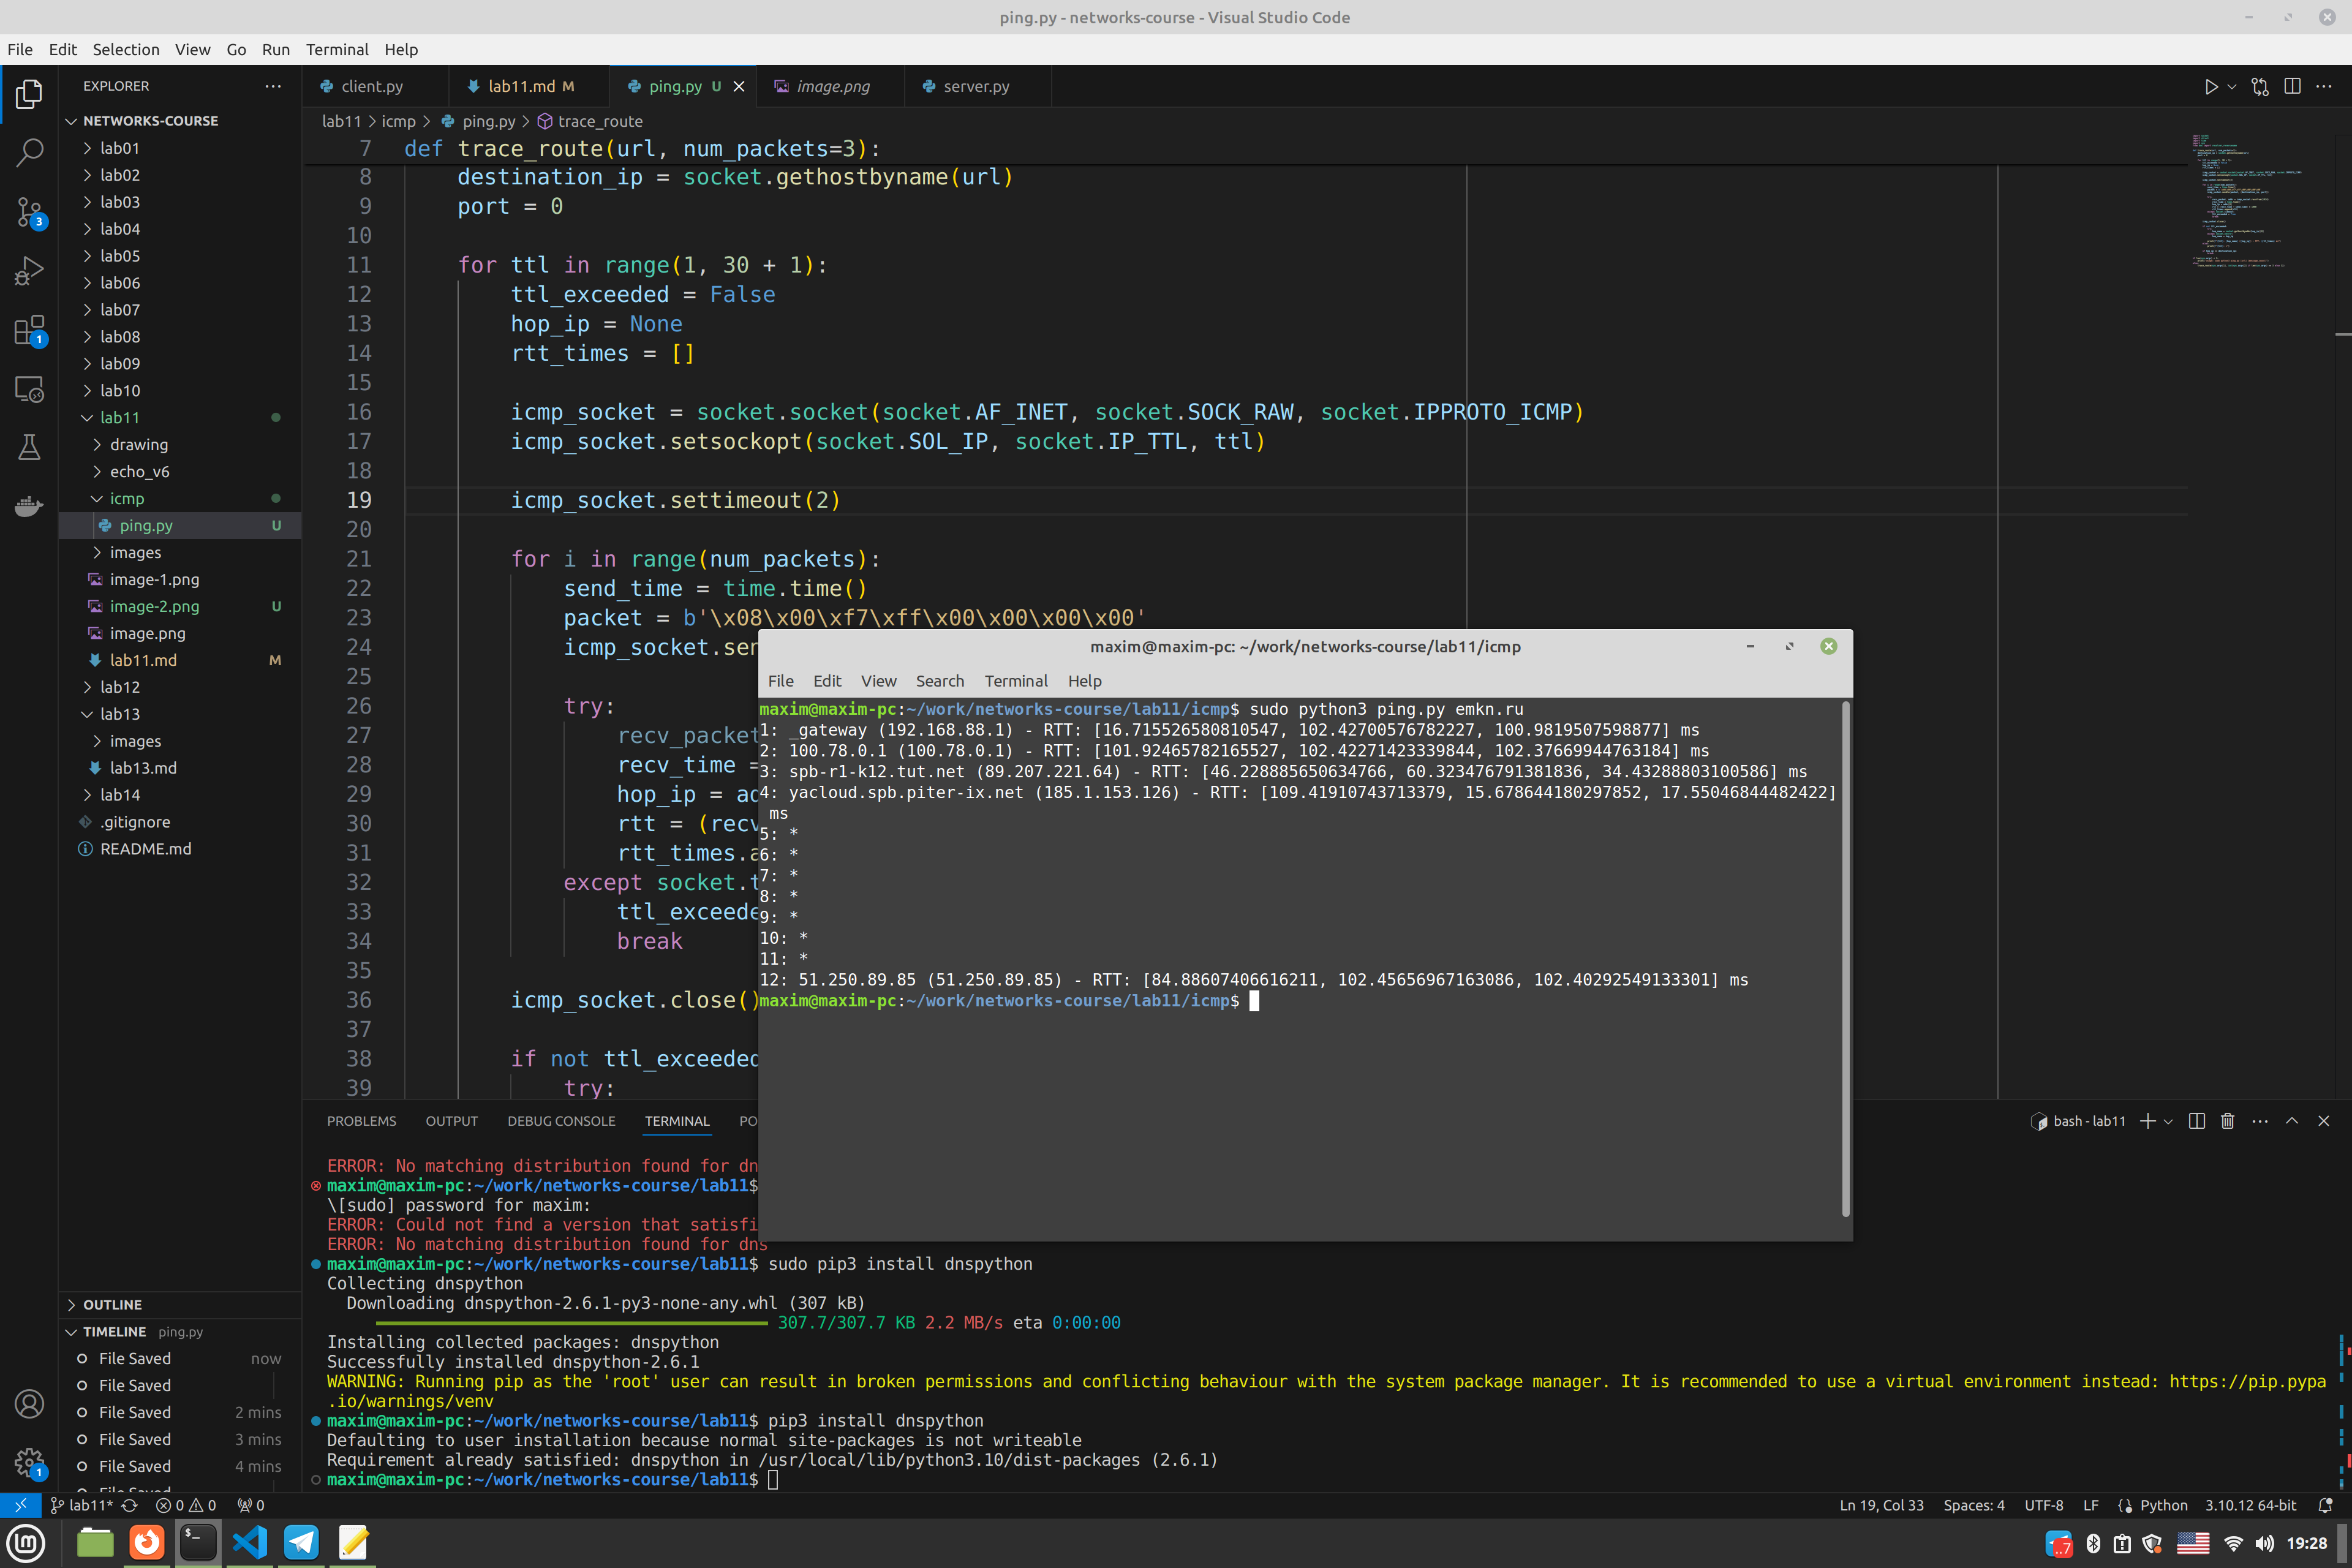 ping.py - networks-course - Visual Studio Code
File Edit Selection View Go Run Terminal Help
EXPLORER
NETWORKS-COURSE
lab01
lab02
lab03
lab04
lab05
lab06
lab07
lab08
lab09
lab10
lab11
drawing
echo_v6
icmp
ping.py U
images
image-1.png
image-2.png U
image.png
lab11.md M
lab12
lab13
images
lab13.md
lab14
.gitignore
README.md
OUTLINE
TIMELINE ping.py
File Saved now
File Saved
File Saved 2 mins
File Saved 3 mins
File Saved 4 mins
3
1
1
client.py lab11.md M ping.py U image.png server.py
lab11 > icmp > ping.py > trace_route
7 def trace_route(url, num_packets=3):
8 destination_ip = socket.gethostbyname(url)
9 port = 0
10
11 for ttl in range(1, 30 + 1):
12 ttl_exceeded = False
13 hop_ip = None
14 rtt_times = []
15
16 icmp_socket = socket.socket(socket.AF_INET, socket.SOCK_RAW, socket.IPPROTO_ICMP)
17 icmp_socket.setsockopt(socket.SOL_IP, socket.IP_TTL, ttl)
18
19 icmp_socket.settimeout(2)
20
21 for i in range(num_packets):
22 send_time = time.time()
23 packet = b'\x08\x00\xf7\xff\x00\x00\x00\x00'
24 icmp_socket.ser
25
26 try:
27 recv_packet
28 recv_time =
29 hop_ip = ad
30 rtt = (recv
31 rtt_times.a
32 except socket.t
33 ttl_exceede
34 break
35
36 icmp_socket.close()
37
38 if not ttl_exceeded
39 try:
maxim@maxim-pc: ~/work/networks-course/lab11/icmp
File Edit View Search Terminal Help
maxim@maxim-pc:~/work/networks-course/lab11/icmp$ sudo python3 ping.py emkn.ru
1: _gateway (192.168.88.1) - RTT: [16.715526580810547, 102.42700576782227, 100.9819507598877] ms
2: 100.78.0.1 (100.78.0.1) - RTT: [101.92465782165527, 102.42271423339844, 102.37669944763184] ms
3: spb-r1-k12.tut.net (89.207.221.64) - RTT: [46.228885650634766, 60.323476791381836, 34.43288803100586] ms
4: yacloud.spb.piter-ix.net (185.1.153.126) - RTT: [109.41910743713379, 15.678644180297852, 17.55046844482422]
ms
5: *
6: *
7: *
8: *
9: *
10: *
11: *
12: 51.250.89.85 (51.250.89.85) - RTT: [84.88607406616211, 102.45656967163086, 102.40292549133301] ms
maxim@maxim-pc:~/work/networks-course/lab11/icmp$
PROBLEMS OUTPUT DEBUG CONSOLE TERMINAL PO
bash - lab11
ERROR: No matching distribution found for dn
maxim@maxim-pc:~/work/networks-course/lab11$
\[sudo] password for maxim:
ERROR: Could not find a version that satisfi
ERROR: No matching distribution found for dns
maxim@maxim-pc:~/work/networks-course/lab11$ sudo pip3 install dnspython
Collecting dnspython
Downloading dnspython-2.6.1-py3-none-any.whl (307 kB)
307.7/307.7 KB 2.2 MB/s eta 0:00:00
Installing collected packages: dnspython
Successfully installed dnspython-2.6.1
WARNING: Running pip as the 'root' user can result in broken permissions and conflicting behaviour with the system package manager. It is recommended to use a virtual environment instead: https://pip.pypa
.io/warnings/venv
maxim@maxim-pc:~/work/networks-course/lab11$ pip3 install dnspython
Defaulting to user installation because normal site-packages is not writeable
Requirement already satisfied: dnspython in /usr/local/lib/python3.10/dist-packages (2.6.1)
maxim@maxim-pc:~/work/networks-course/lab11$
lab11* 0 0 0
Ln 19, Col 33 Spaces: 4 UTF-8 LF Python 3.10.12 64-bit
19:28